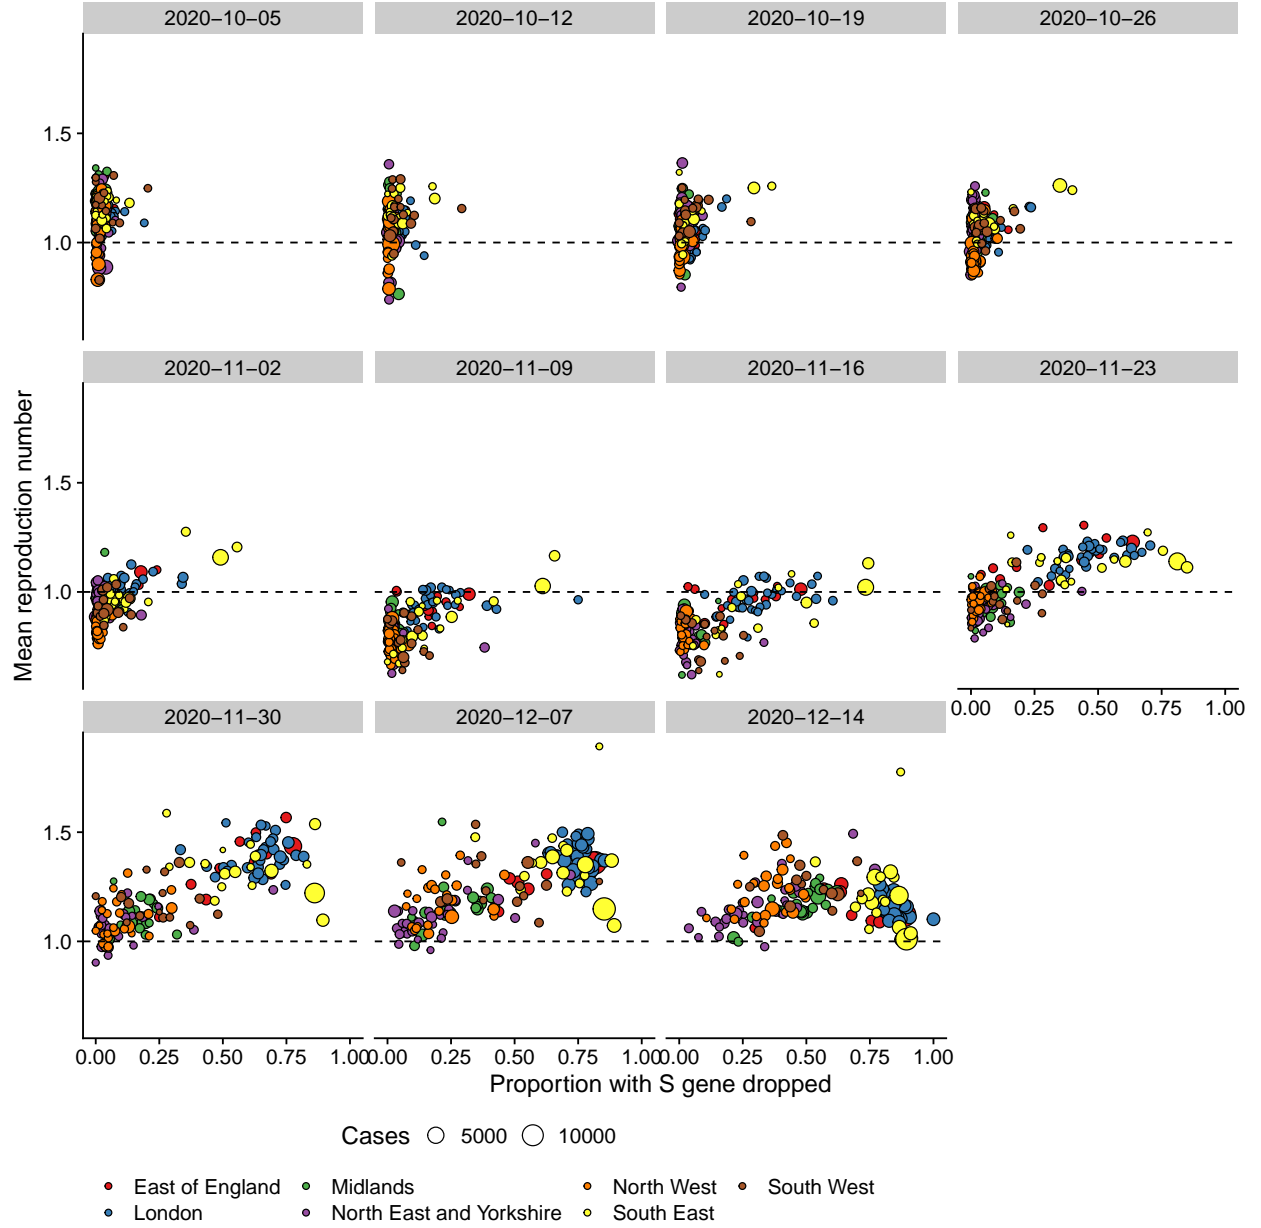 2020−10−05 2020−10−12 2020−10−19 2020−10−26
1.5
1.0
2020−11−02 2020−11−09 2020−11−16 2020−11−23
1.5
1.0
0.00 0.25 0.50 0.75 1.00
2020−11−30 2020−12−07 2020−12−14
1.5
1.0
0.00 0.25 0.50 0.75 1.00 0.00 0.25 0.50 0.75 1.00 0.00 0.25 0.50 0.75 1.00
Mean reproduction number
Proportion with S gene dropped
Cases 5000 10000
East of England Midlands North West South West
London North East and Yorkshire South East